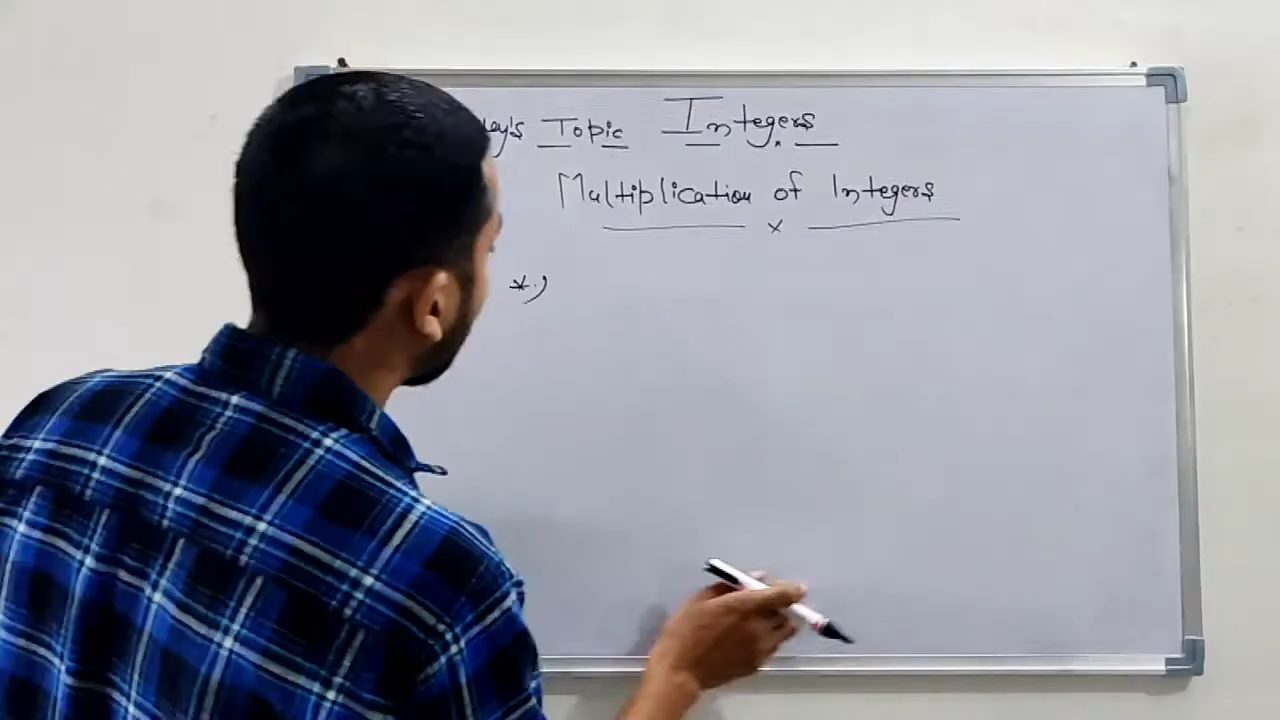 Topic Integers
Multiplication of Integers
×
*.)